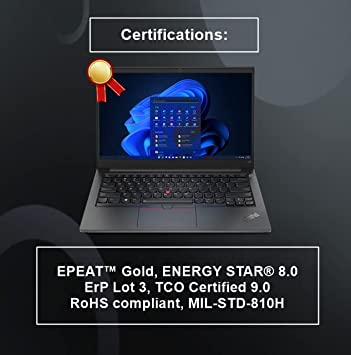 Certifications:
EPEAT™ Gold, ENERGY STAR® 8.0
ErP Lot 3, TCO Certified 9.0
RoHS compliant, MIL-STD-810H